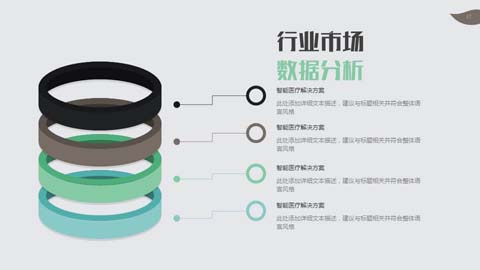 行业市场
数据分析
智能医疗解决方案
此处添加详细文本描述，建议与标题相关并符合整体语
言风格
智能医疗解决方案
此处添加详细文本描述，建议与标题相关并符合整体语
言风格
智能医疗解决方案
此处添加详细文本描述，建议与标题相关并符合整体语
言风格
智能医疗解决方案
此处添加详细文本描述，建议与标题相关并符合整体语
言风格